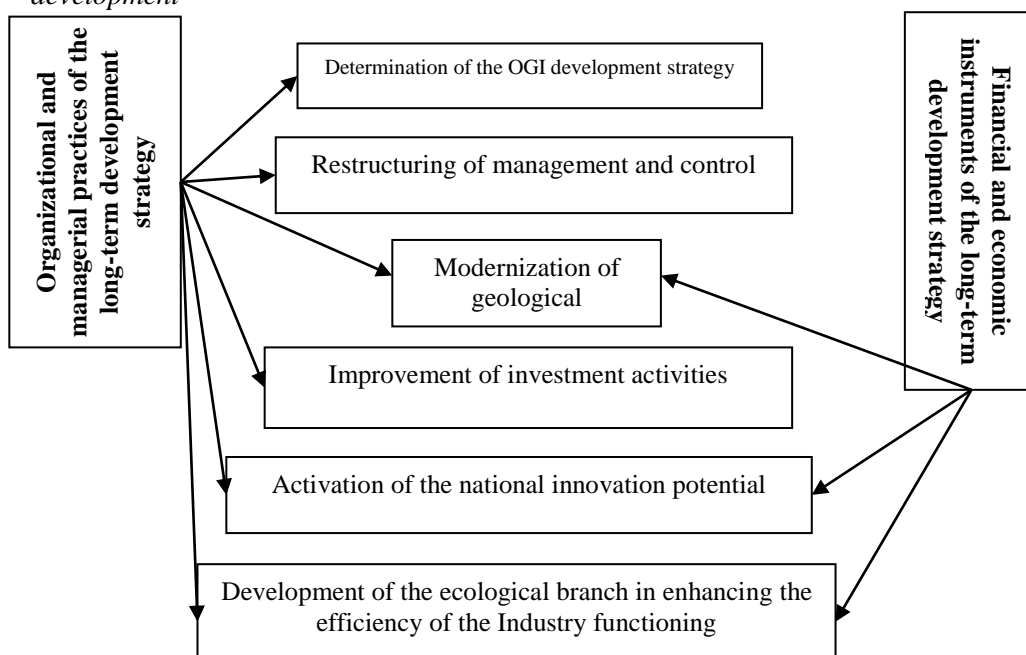 development
Organizational and
managerial practices of the
long-term development
strategy
Determination of the OGI development strategy
Restructuring of management and control
Modernization of
geological
Improvement of investment activities
Activation of the national innovation potential
Development of the ecological branch in enhancing the
efficiency of the Industry functioning
Financial and economic
instruments of the long-term
development strategy